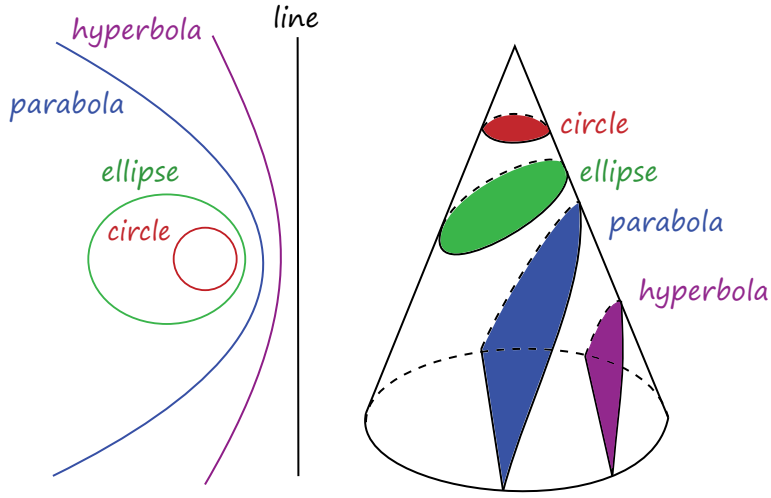 line
hyperbola
parabola
ellipse
circle
circle
ellipse
parabola
hyperbola